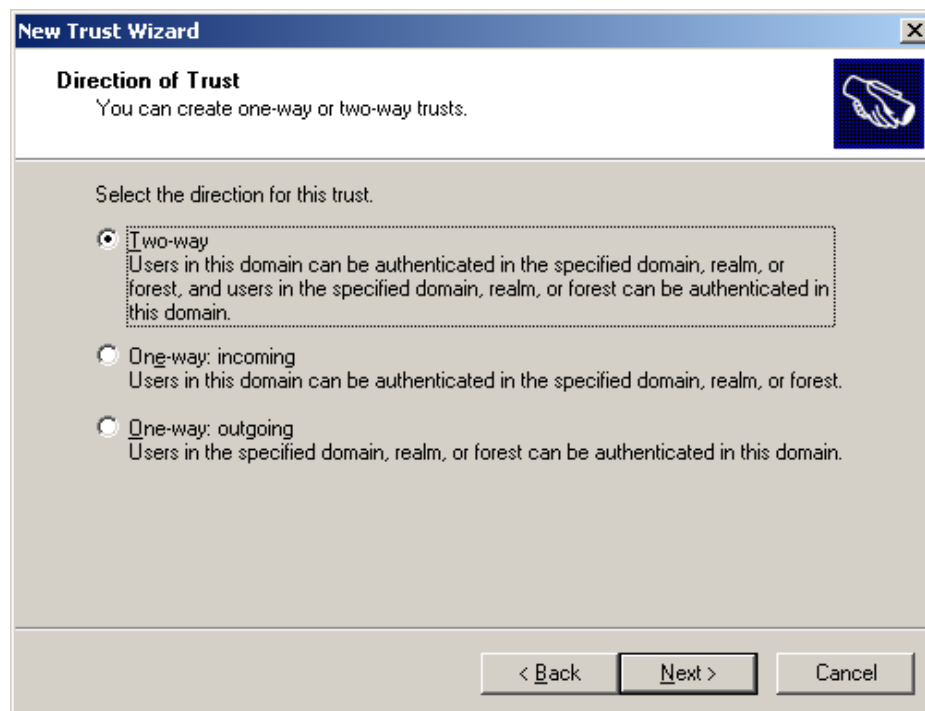 New Trust Wizard
Direction of Trust
You can create one-way or two-way trusts.
Select the direction for this trust.
Two-way
Users in this domain can be authenticated in the specified domain, realm, or
forest, and users in the specified domain, realm, or forest can be authenticated in
this domain.
One-way: incoming
Users in this domain can be authenticated in the specified domain, realm, or forest.
One-way: outgoing
Users in the specified domain, realm, or forest can be authenticated in this domain.
< Back Next > Cancel